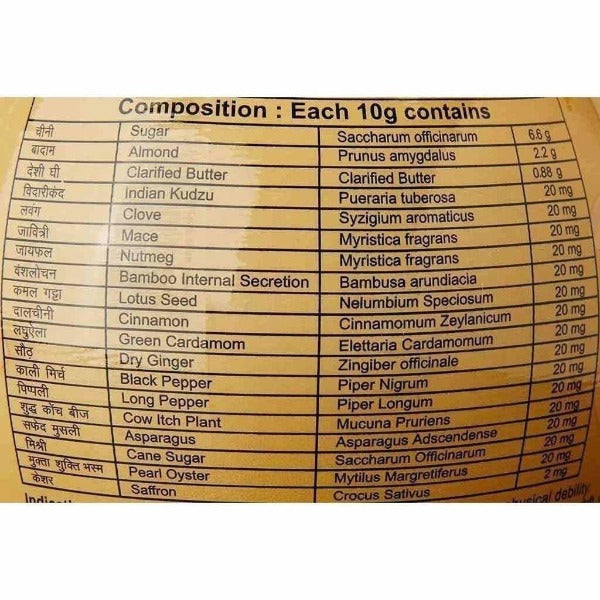 Composition : Each 10g contains
चीनी Sugar Saccharum officinarum 6.6 g
बादाम Almond Prunus amygdalus 2.2 g
देशी घी Clarified Butter Clarified Butter 0.88 g
विदारीकंद Indian Kudzu Pueraria tuberosa 20 mg
लवंग Clove Syzigium aromaticus 20 mg
जावित्री Mace Myristica fragrans 20 mg
जायफल Nutmeg Myristica fragrans 20 mg
वंशलोचन Bamboo Internal Secretion Bambusa arundiacia 20 mg
कमल गट्ठा Lotus Seed Nelumbium Speciosum 20 mg
दालचीनी Cinnamon Cinnamomum Zeylanicum 20 mg
लघुऐला Green Cardamom Elettaria Cardamomum 20 mg
सौंठ Dry Ginger Zingiber officinale 20 mg
काली मिर्च Black Pepper Piper Nigrum 20 mg
पिप्पली Long Pepper Piper Longum 20 mg
शुद्ध कोंच बीज Cow Itch Plant Mucuna Pruriens 20 mg
सफेद मुसली Asparagus Asparagus Adscendense 20 mg
मिश्री Cane Sugar Saccharum Officinarum 20 mg
मुक्ता शुक्ति भस्म Pearl Oyster Mytilus Margretiferus 20 mg
केशर Saffron Crocus Sativus 2 mg
debility,